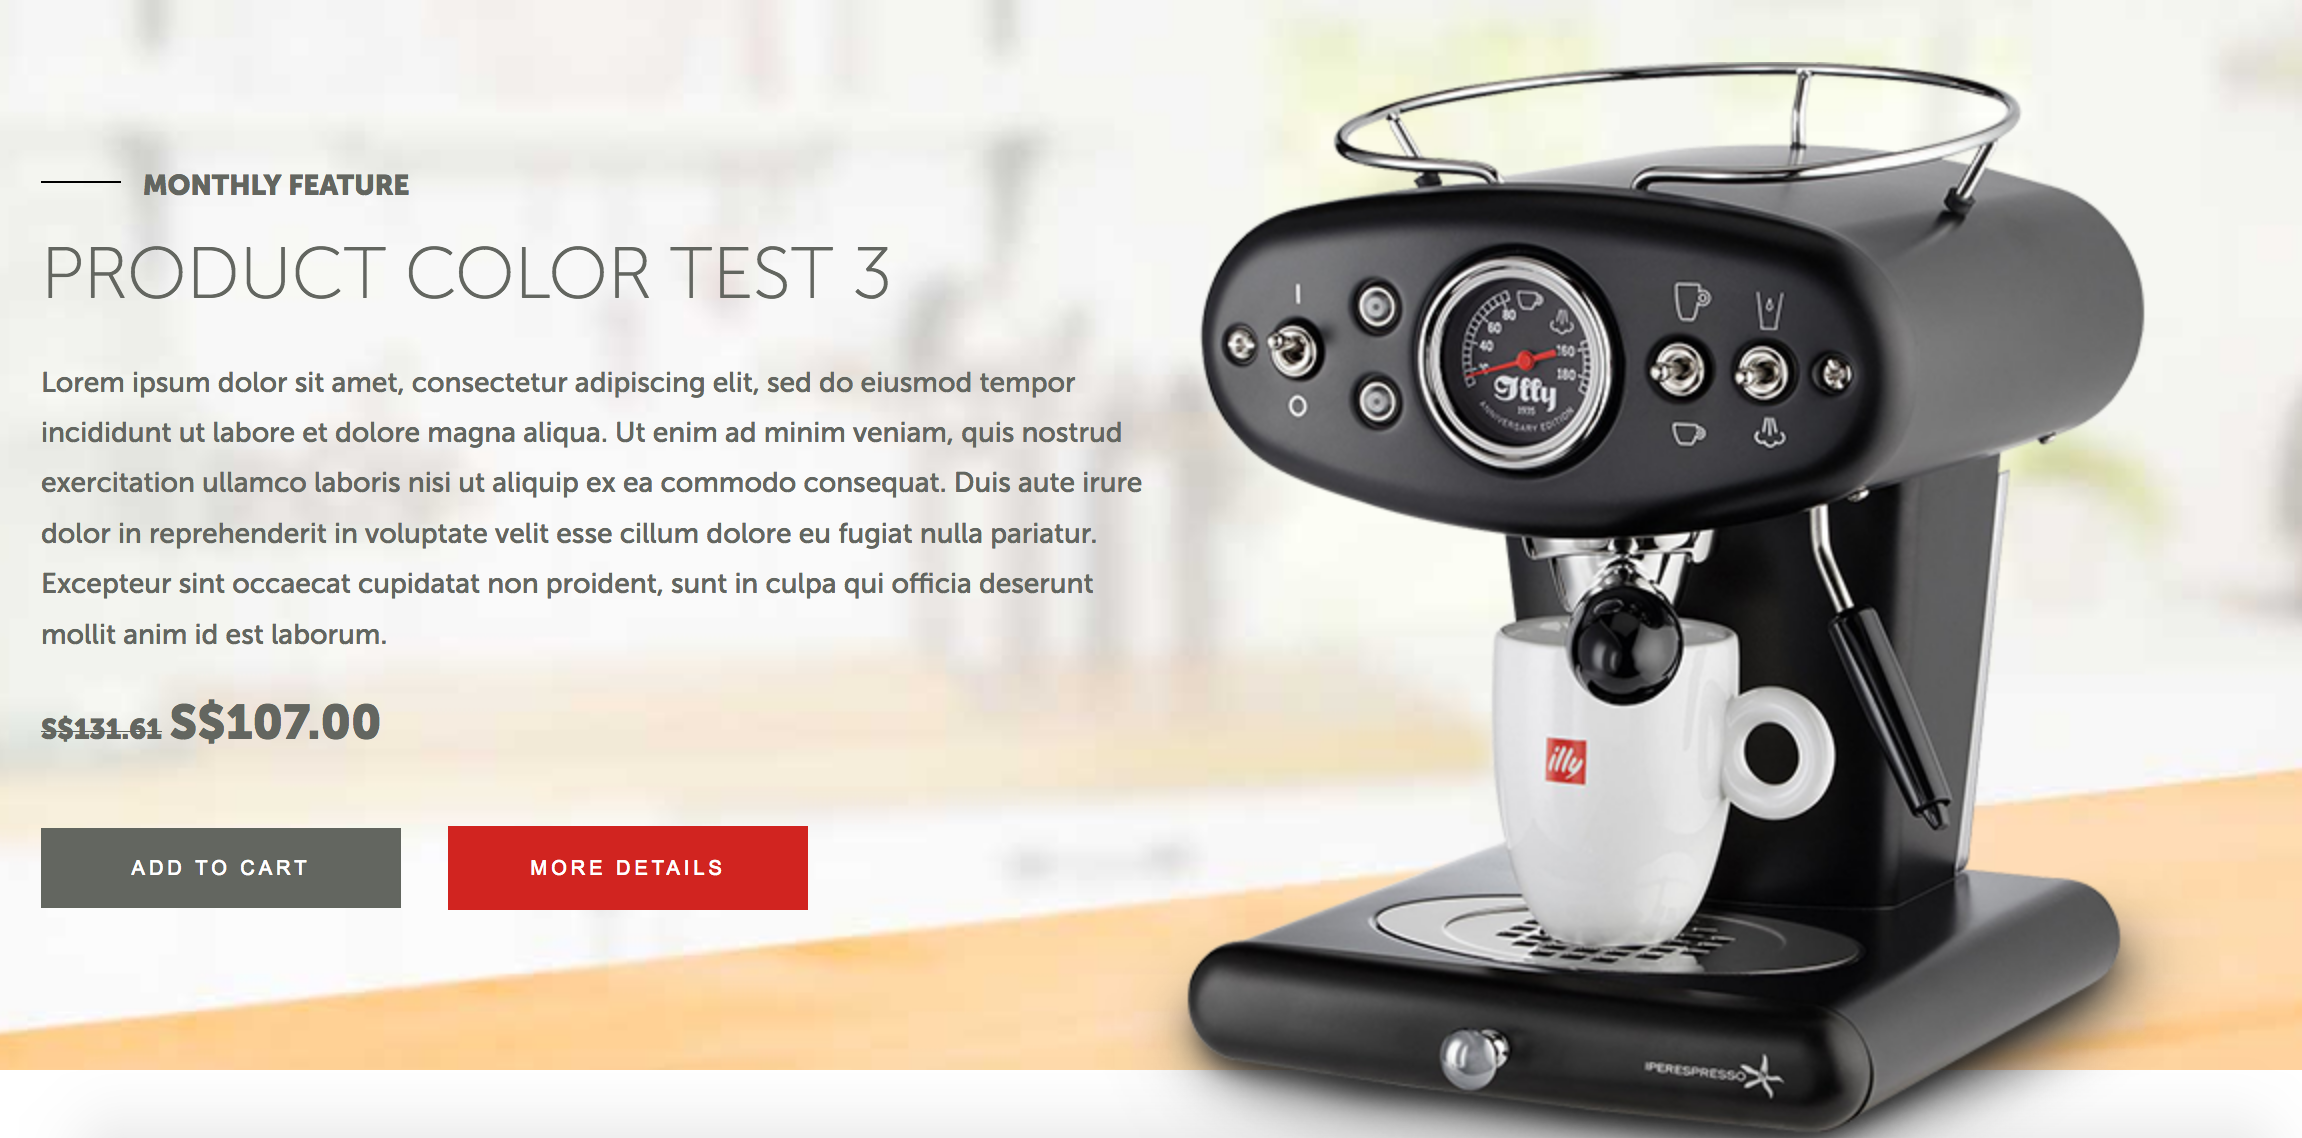 MONTHLY FEATURE
PRODUCT COLOR TEST 3
Lorem ipsum dolor sit amet, consectetur adipiscing elit, sed do eiusmod tempor
incididunt ut labore et dolore magna aliqua. Ut enim ad minim veniam, quis nostrud
exercitation ullamco laboris nisi ut aliquip ex ea commodo consequat. Duis aute irure
dolor in reprehenderit in voluptate velit esse cillum dolore eu fugiat nulla pariatur.
Excepteur sint occaecat cupidatat non proident, sunt in culpa qui officia deserunt
mollit anim id est laborum.
S$131.61 S$107.00
ADD TO CART
MORE DETAILS
I
O
40
60
80
160
180
Illy
1935
ANNIVERSARY EDITION
illy
IPERESPRESSO